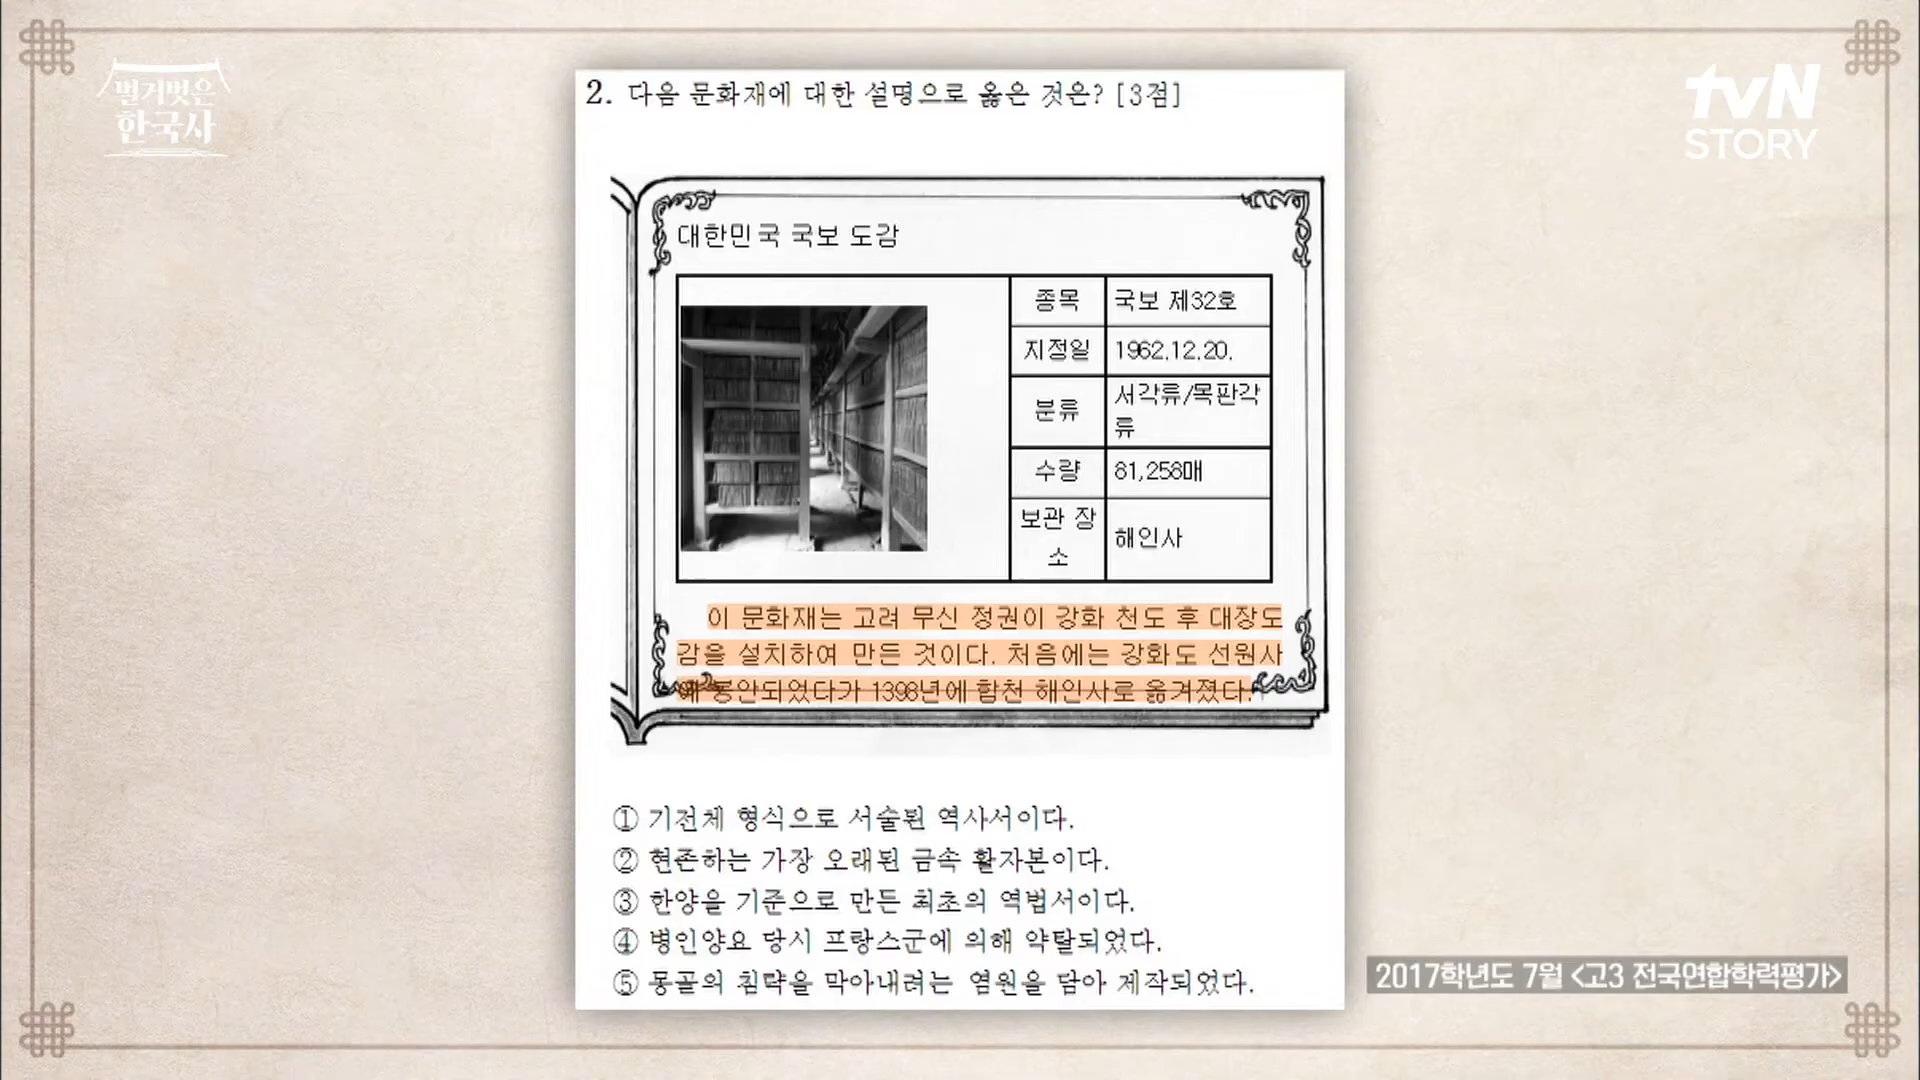 벌거벗은
한국사
tvN
STORY
2. 다음 문화재에 대한 설명으로 옳은 것은? [3점]
대한민국 국보 도감
종목 국보 제32호
지정일 1962.12.20.
분류 서각류/목판각
류
수량 81,258매
보관 장
소 해인사
이 문화재는 고려 무신 정권이 강화 천도 후 대장도
감을 설치하여 만든 것이다. 처음에는 강화도 선원사
에 봉안되었다가 1398년에 합천 해인사로 옮겨졌다.
① 기전체 형식으로 서술된 역사서이다.
② 현존하는 가장 오래된 금속 활자본이다.
③ 한양을 기준으로 만든 최초의 역법서이다.
④ 병인양요 당시 프랑스군에 의해 약탈되었다.
⑤ 몽골의 침략을 막아내려는 염원을 담아 제작되었다.
2017학년도 7월 <고3 전국연합학력평가>